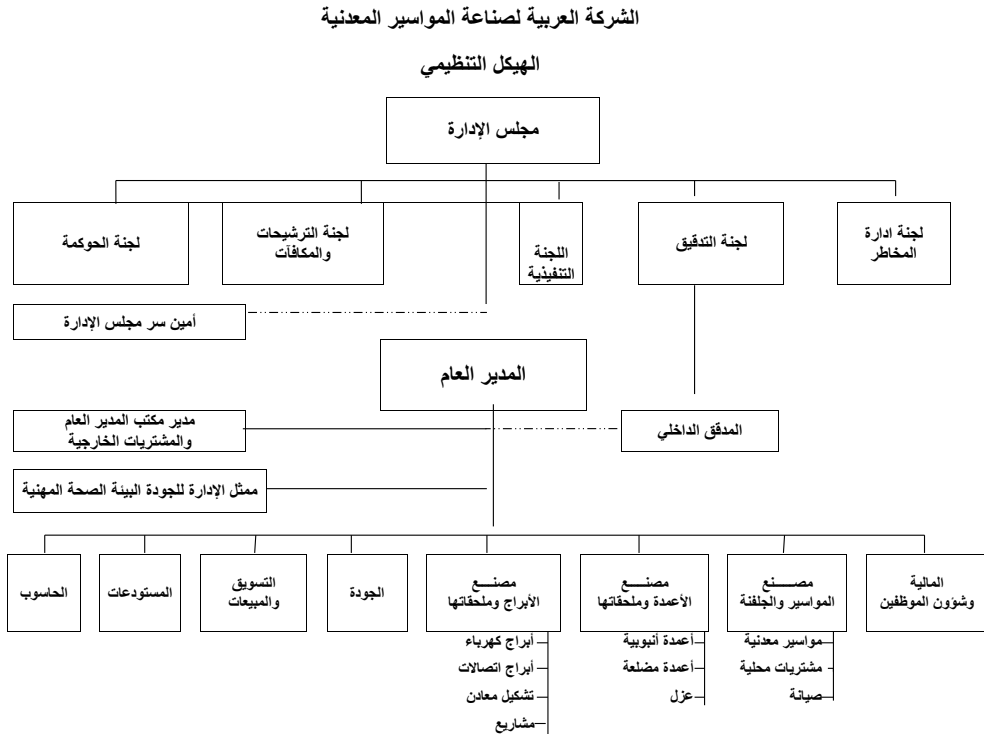 الشركة العربية لصناعة المواسير المعدنية
الهيكل التنظيمي
مجلس الإدارة
لجنة ادارة
المخاطر
لجنة التدقيق
اللجنة
التنفيذية
لجنة الترشيحات
والمكافآت
لجنة الحوكمة
أمين سر مجلس الإدارة
المدير العام
المدقق الداخلي
مدير مكتب المدير العام
والمشتريات الخارجية
ممثل الإدارة للجودة البيئة الصحة المهنية
المالية
وشؤون الموظفين
مصــــنع
المواسير والجلفنة
مواسير معدنية
مشتريات محلية
صيانة
مصنــــع
الأعمدة وملحقاتها
أعمدة أنبوبية
أعمدة مضلعة
عزل
مصنــــع
الأبراج وملحقاتها
أبراج كهرباء
أبراج اتصالات
تشكيل معادن
مشاريع
الجودة
التسويق
والمبيعات
المستودعات
الحاسوب